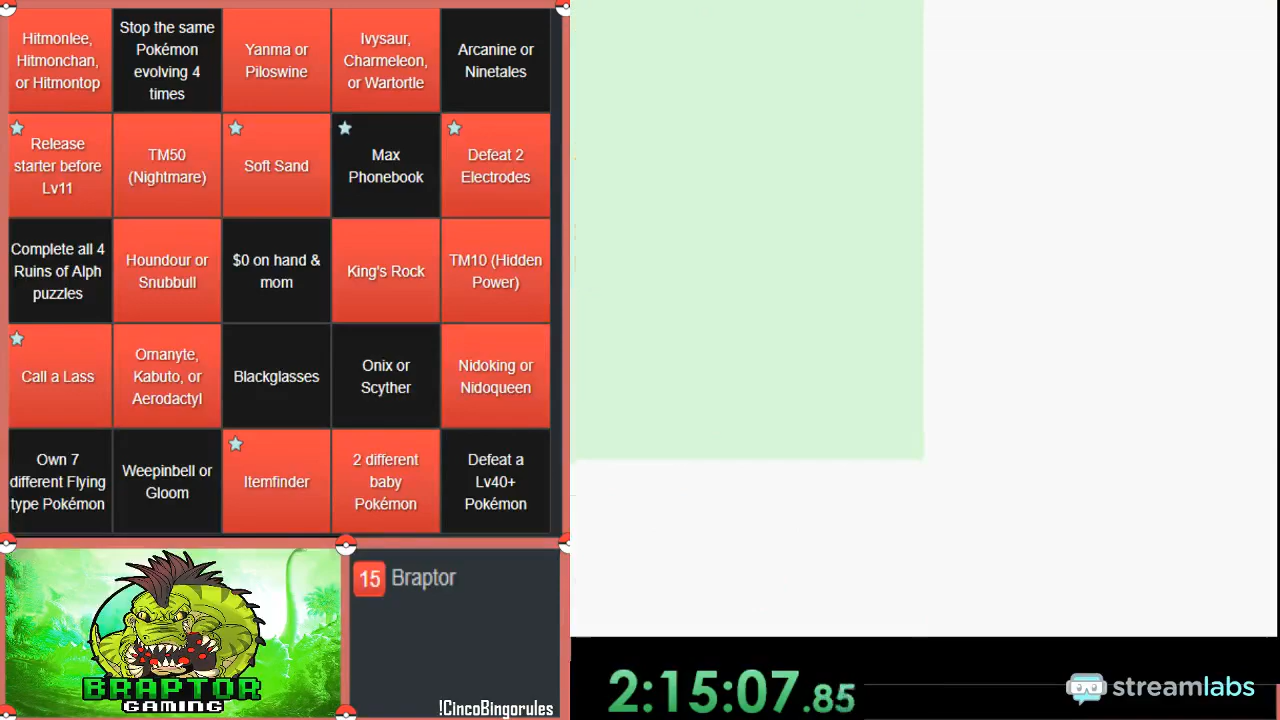 Hitmonlee,
Hitmonchan,
or Hitmontop
Stop the same
Pokémon
evolving 4
times
Yanma or
Piloswine
Ivysaur,
Charmeleon,
or Wartortle
Arcanine or
Ninetales
Release
starter before
Lv11
TM50
(Nightmare)
Soft Sand
Max
Phonebook
Defeat 2
Electrodes
Complete all 4
Ruins of Alph
puzzles
Houndour or
Snubbull
$0 on hand &
mom
King's Rock
TM10 (Hidden
Power)
Call a Lass
Omanyte,
Kabuto, or
Aerodactyl
Blackglasses
Onix or
Scyther
Nidoking or
Nidoqueen
Own 7
different Flying
type Pokémon
Weepinbell or
Gloom
Itemfinder
2 different
baby
Pokémon
Defeat a
Lv40+
Pokémon
15 Braptor
BRAPTOR
GAMING
!CincoBingorules
2:15:07.85
streamlabs